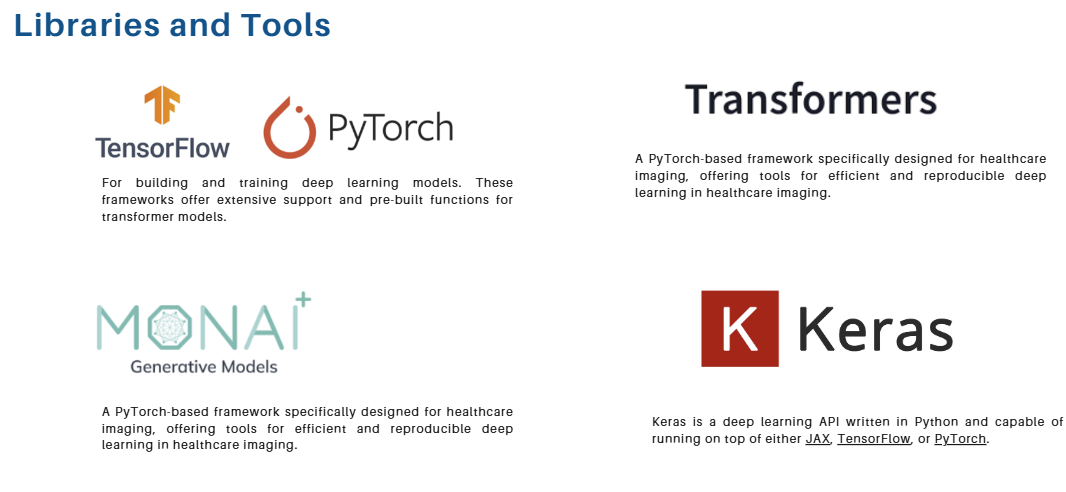 Libraries and Tools
TensorFlow
PyTorch
For building and training deep learning models. These
frameworks offer extensive support and pre-built functions for
transformer models.
Transformers
A PyTorch-based framework specifically designed for healthcare
imaging, offering tools for efficient and reproducible deep
learning in healthcare imaging.
MONAI+
Generative Models
A PyTorch-based framework specifically designed for healthcare
imaging, offering tools for efficient and reproducible deep
learning in healthcare imaging.
K Keras
Keras is a deep learning API written in Python and capable of
running on top of either JAX, TensorFlow, or PyTorch.